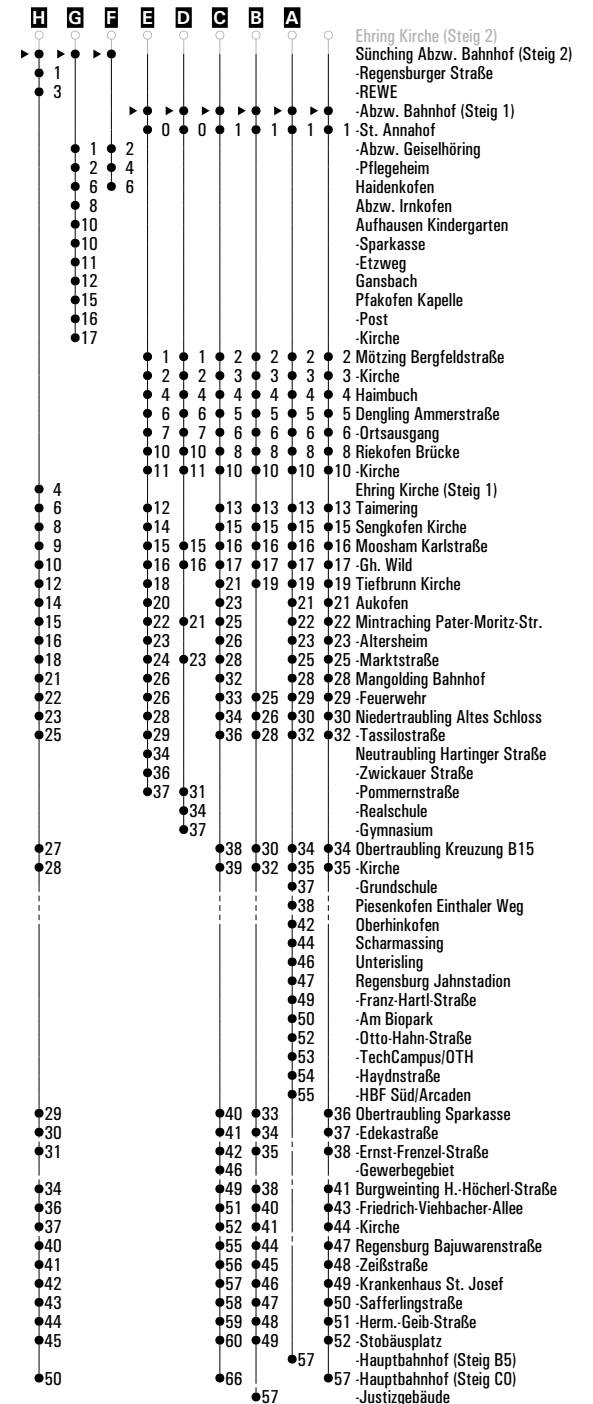 H G F E D C B A
Ehring Kirche (Steig 2)
Sünching Abzw. Bahnhof (Steig 2)
1 -Regensburger Straße
3 -REWE
-Abzw. Bahnhof (Steig 1)
0 0 1 1 1 1 -St. Annahof
1 2 -Abzw. Geiselhöring
2 4 -Pflegeheim
6 6 Haidenkofen
8 Abzw. Irnkofen
10 Aufhausen Kindergarten
10 -Sparkasse
11 -Etzweg
12 Gansbach
15 Pfakofen Kapelle
16 -Post
17 -Kirche
1 1 2 2 2 2 Mötzing Bergfeldstraße
2 2 3 3 3 3 -Kirche
4 4 4 4 4 4 Haimbuch
6 6 5 5 5 5 Dengling Ammerstraße
7 7 6 6 6 6 -Ortsausgang
10 10 8 8 8 8 Riekofen Brücke
11 11 10 10 10 10 -Kirche
4 Ehring Kirche (Steig 1)
6 12 13 13 13 13 Taimering
8 14 15 15 15 15 Sengkofen Kirche
9 15 15 16 16 16 16 Moosham Karlstraße
10 16 16 17 17 17 17 -Gh. Wild
12 18 21 19 19 19 Tiefbrunn Kirche
14 20 23 21 21 Aukofen
15 22 21 25 22 22 Mintraching Pater-Moritz-Str.
16 23 26 23 23 -Altersheim
18 24 23 28 25 25 -Marktstraße
21 26 32 28 28 Mangolding Bahnhof
22 26 33 25 29 29 -Feuerwehr
23 28 34 26 30 30 Niedertraubling Altes Schloss
25 29 36 28 32 32 -Tassilostraße
34 Neutraubling Hartinger Straße
36 -Zwickauer Straße
37 31 -Pommernstraße
34 -Realschule
37 -Gymnasium
27 38 30 34 34 Obertraubling Kreuzung B15
28 39 32 35 35 -Kirche
37 -Grundschule
38 Piesenkofen Einthaler Weg
42 Oberhinkofen
44 Scharmassing
46 Unterisling
47 Regensburg Jahnstadion
49 -Franz-Hartl-Straße
50 -Am Biopark
52 -Otto-Hahn-Straße
53 -TechCampus/OTH
54 -Haydnstraße
55 -HBF Süd/Arcaden
29 40 33 36 Obertraubling Sparkasse
30 41 34 37 -Edekastraße
31 42 35 38 -Ernst-Frenzel-Straße
46 -Gewerbegebiet
34 49 38 41 Burgweinting H.-Höcherl-Straße
36 51 40 43 -Friedrich-Viehbacher-Allee
37 52 41 44 -Kirche
40 55 44 47 Regensburg Bajuwarenstraße
41 56 45 48 -Zeißstraße
42 57 46 49 -Krankenhaus St. Josef
43 58 47 50 -Safferlingstraße
44 59 48 51 -Herm.-Geib-Straße
45 60 49 52 -Stobäusplatz
57 -Hauptbahnhof (Steig B5)
50 66 57 -Hauptbahnhof (Steig C0)
57 -Justizgebäude